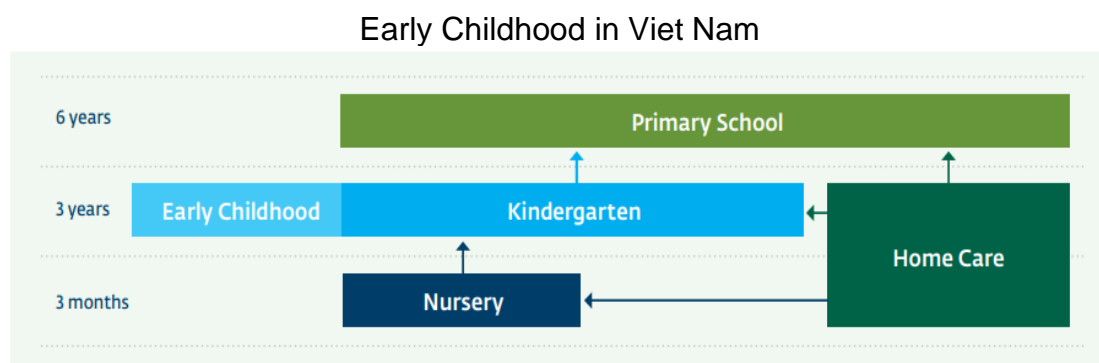 Early Childhood in Viet Nam
6 years
Primary School
3 years
Early Childhood
Kindergarten
Home Care
3 months
Nursery